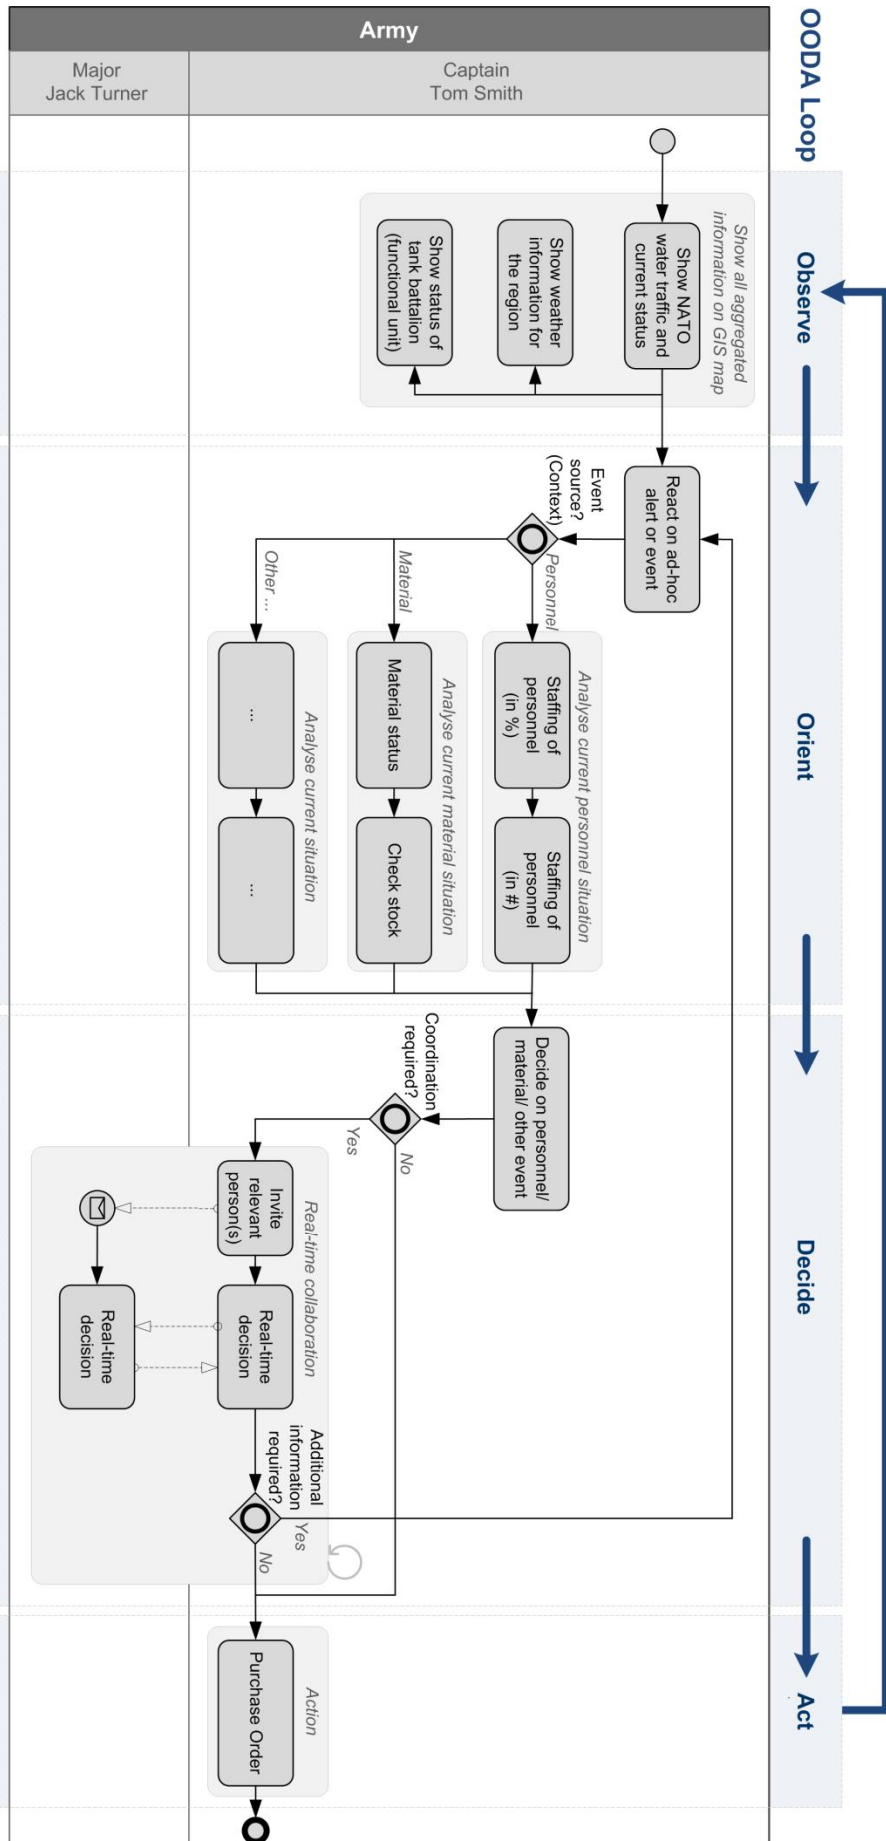 OODA Loop
Observe
Orient
Decide
Act
Army
Captain
Tom Smith
Major
Jack Turner
Show all aggregated
information on GIS map
Show NATO
water traffic and
current status
Show weather
information for
the region
Show status of
tank battalion
(functional unit)
React on ad-hoc
alert or event
Event
source?
(Context)
Personnel
Material
Other ...
Analyse current personnel situation
Staffing of
personnel
(in %)
Staffing of
personnel
(in #)
Analyse current material situation
Material status
Check stock
Analyse current situation
...
...
Decide on personnel/
material/ other event
Coordination
required?
No
Yes
Real-time collaboration
Invite
relevant
person(s)
Real-time
decision
Real-time
decision
Additional
information
required?
Yes
No
Action
Purchase Order